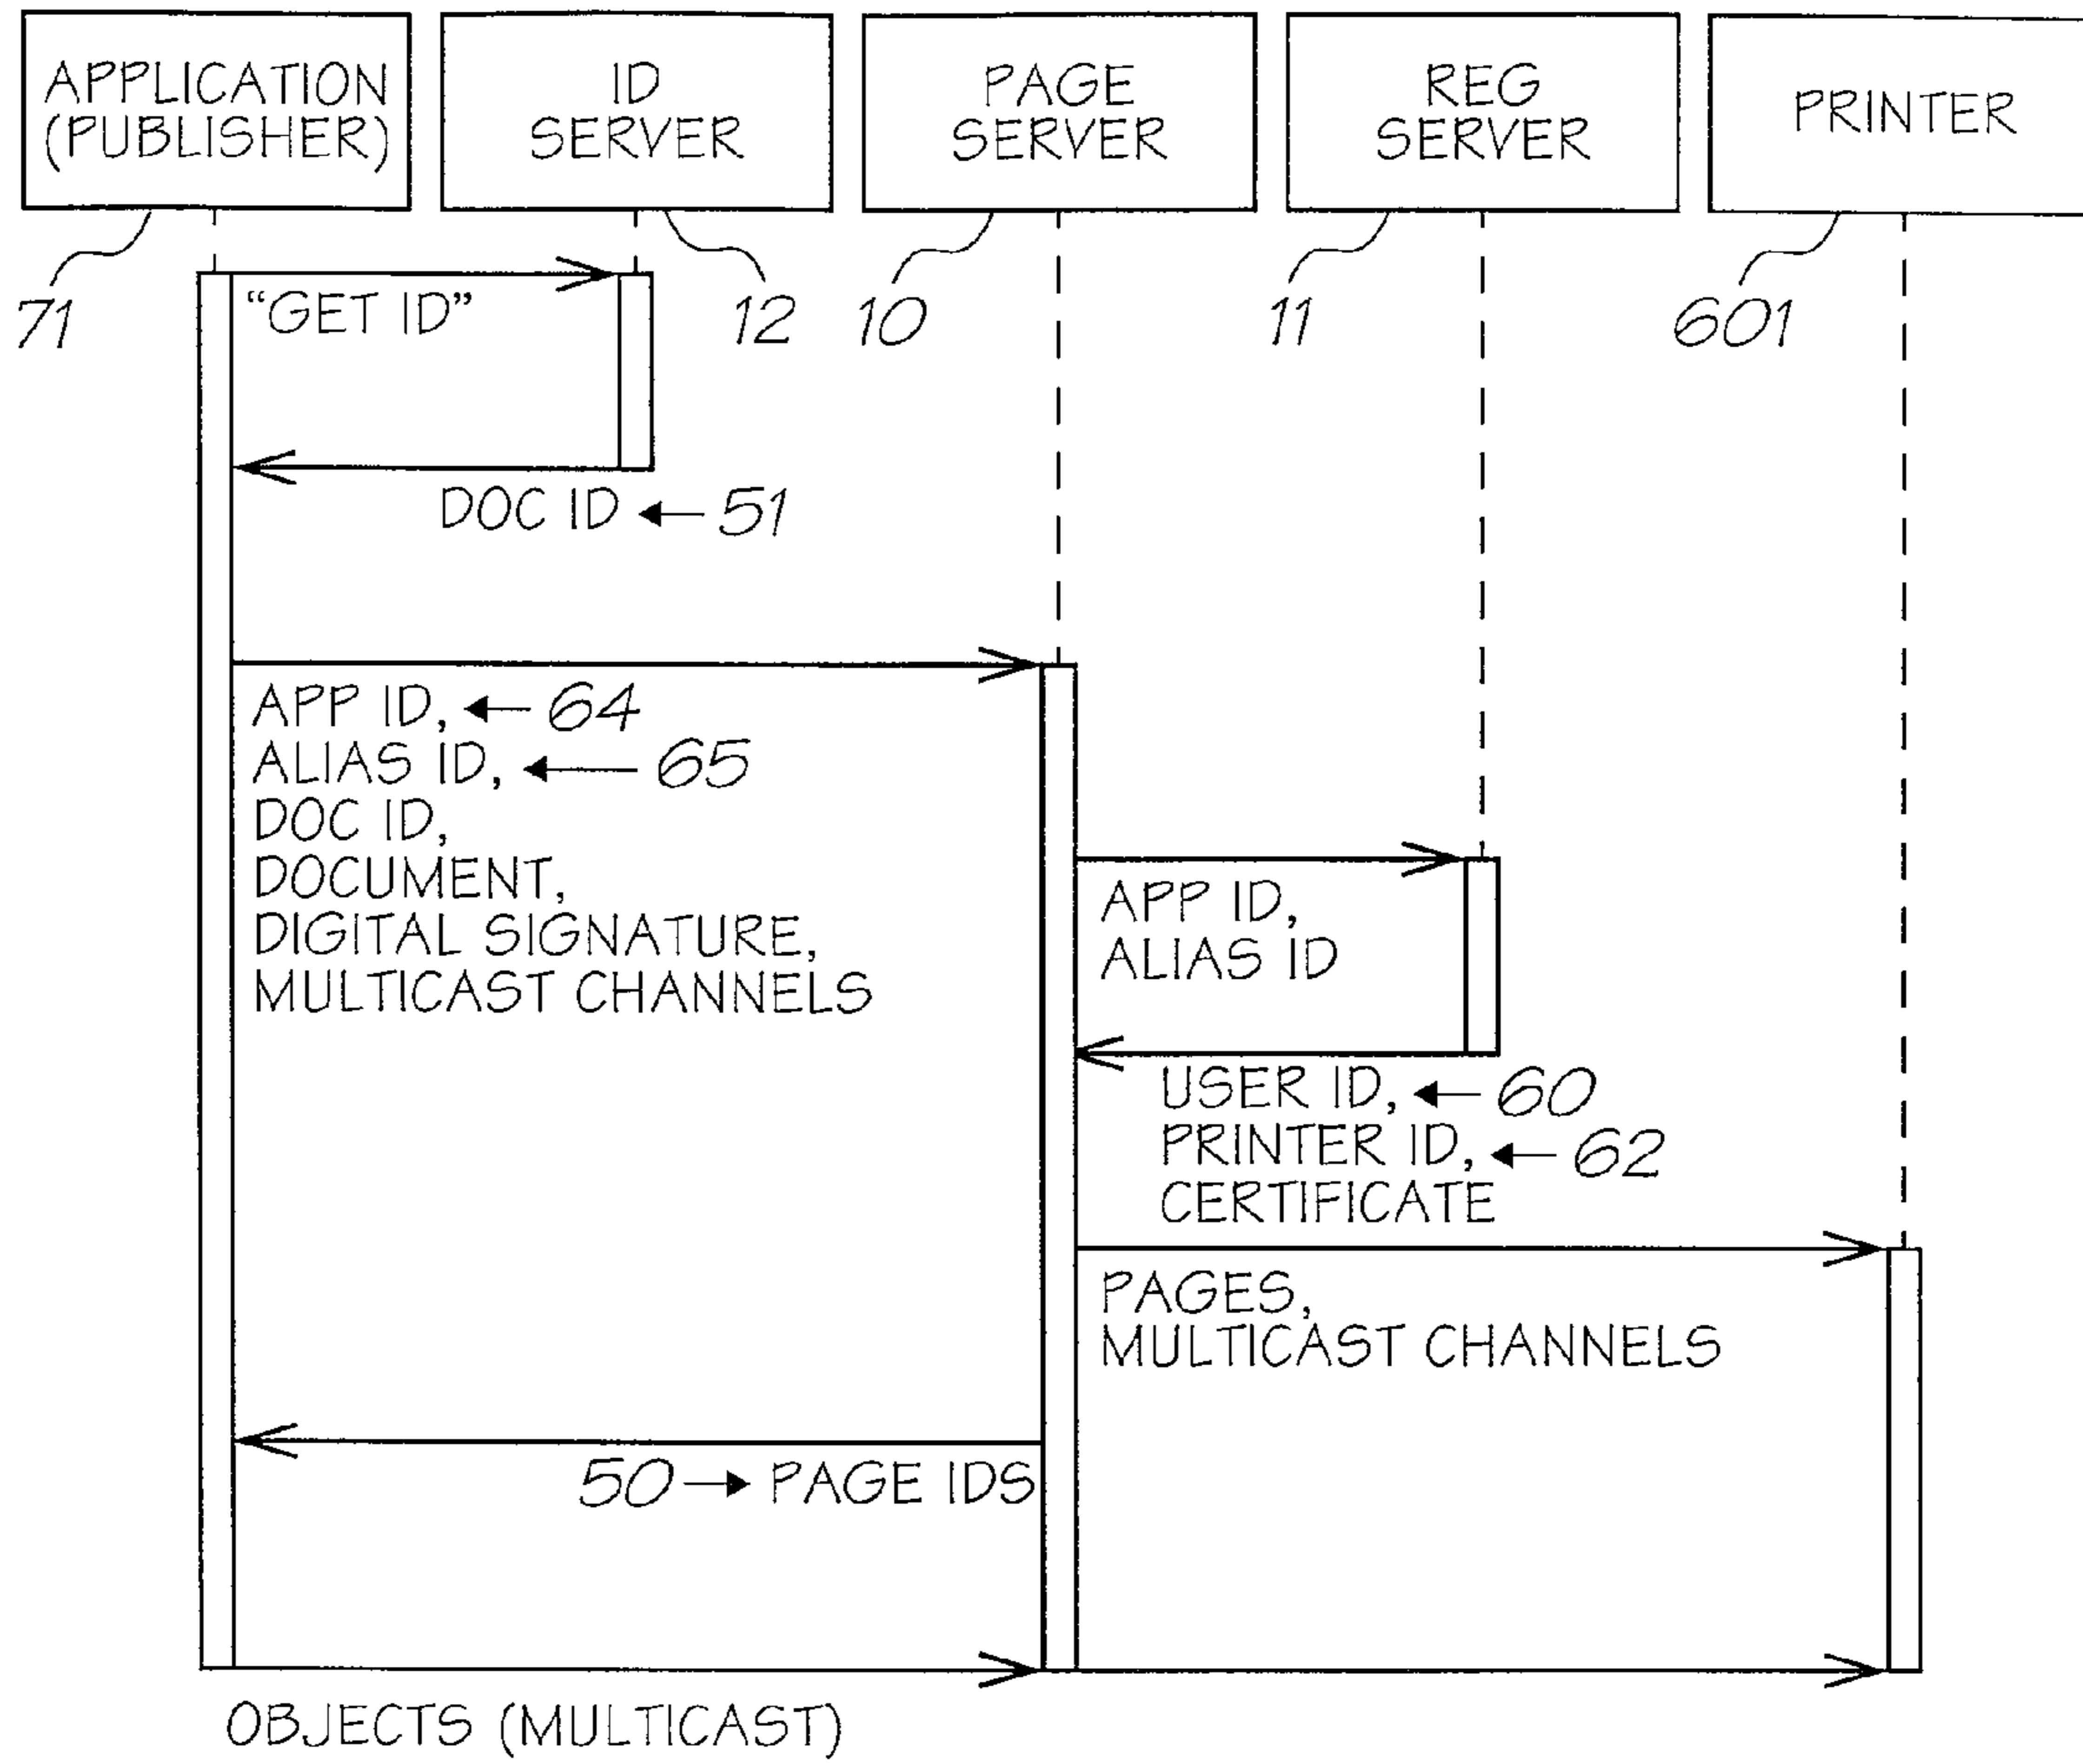 APPLICATION
(PUBLISHER)
ID
SERVER
PAGE
SERVER
REG
SERVER
PRINTER
71
12
10
11
601
“GET ID”
DOC ID
51
APP ID,
64
ALIAS ID,
65
DOC ID,
DOCUMENT,
DIGITAL SIGNATURE,
MULTICAST CHANNELS
APP ID,
ALIAS ID
USER ID,
60
PRINTER ID,
62
CERTIFICATE
PAGES,
MULTICAST CHANNELS
50
PAGE IDS
OBJECTS (MULTICAST)